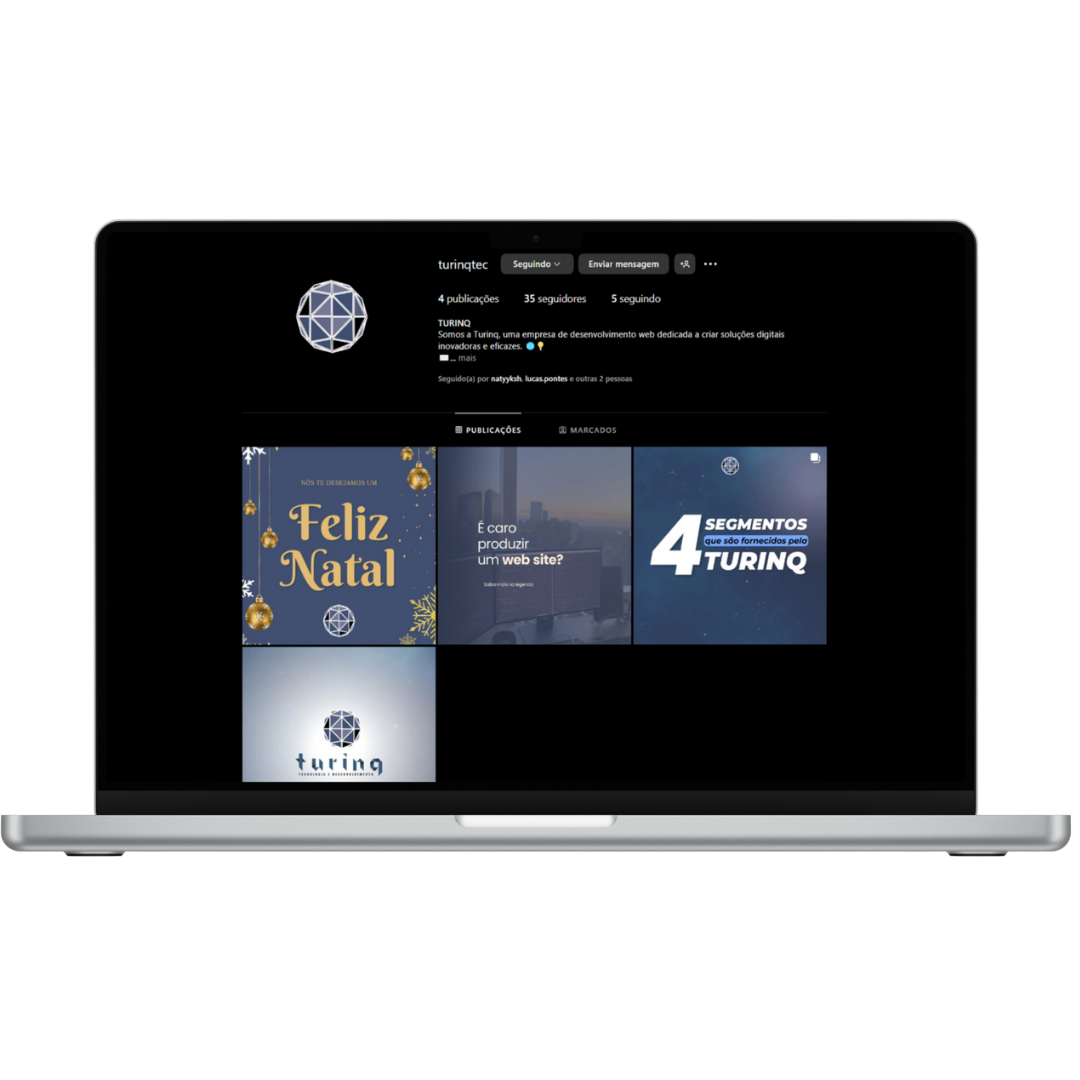 turinqtec Seguindo Enviar mensagem
4 publicações 35 seguidores 5 seguindo
TURINQ
Somos a Turinq, uma empresa de desenvolvimento web dedicada a criar soluções digitais
inovadoras e eficazes.
... mais
Seguido(a) por natyyksh, lucas.pontes e outras 2 pessoas
PUBLICAÇÕES MARCADOS
NÓS TE DESEJAMOS UM
Feliz
Natal
É caro
produzir
um web site?
Saiba mais na legenda.
4 SEGMENTOS
que são fornecidos pela
TURINQ
turinq
TECNOLOGIA E DESENVOLVIMENTO